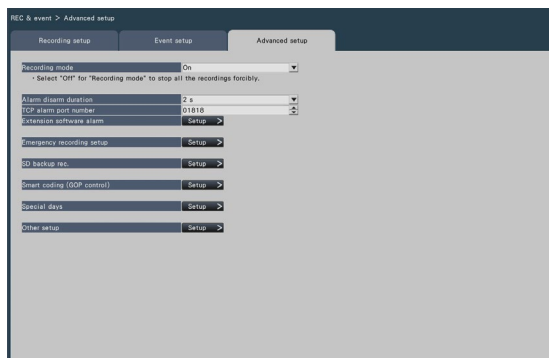 REC & event > Advanced setup
Recording setup
Event setup
Advanced setup
Recording mode On
・Select "Off" for "Recording mode" to stop all the recordings forcibly.
Alarm disarm duration 2 s
TCP alarm port number 01818
Extension software alarm Setup >
Emergency recording setup Setup >
SD backup rec. Setup >
Smart coding (GOP control) Setup >
Special days Setup >
Other setup Setup >